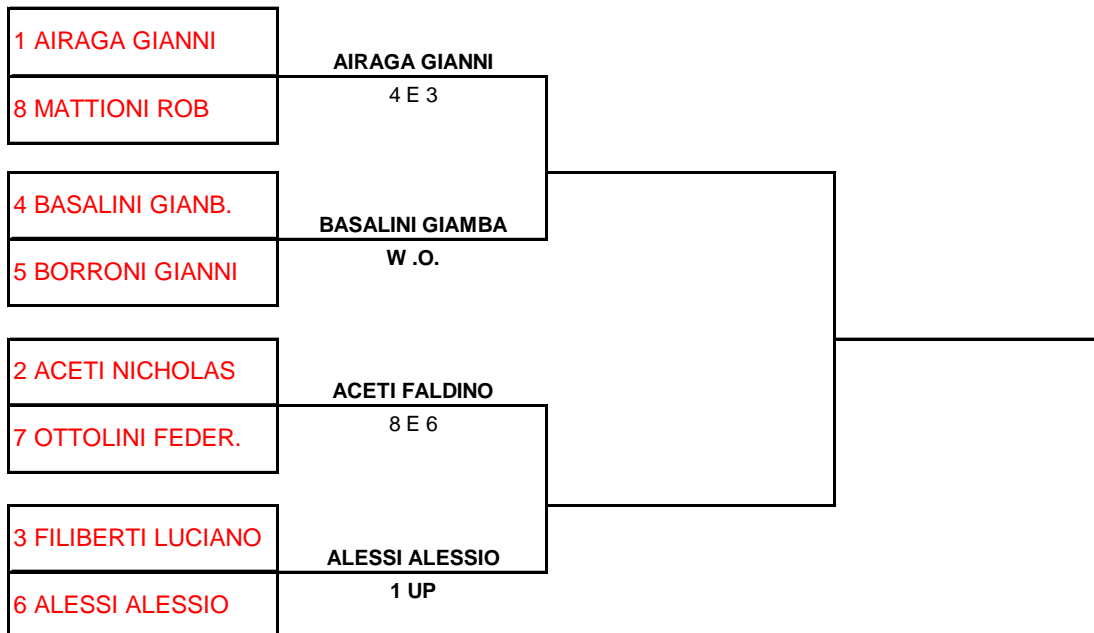 1 AIRAGA GIANNI
AIRAGA GIANNI
4 E 3
8 MATTIONI ROB
4 BASALINI GIANB.
BASALINI GIAMBA
W .O.
5 BORRONI GIANNI
2 ACETI NICHOLAS
ACETI FALDINO
8 E 6
7 OTTOLINI FEDER.
3 FILIBERTI LUCIANO
ALESSI ALESSIO
1 UP
6 ALESSI ALESSIO